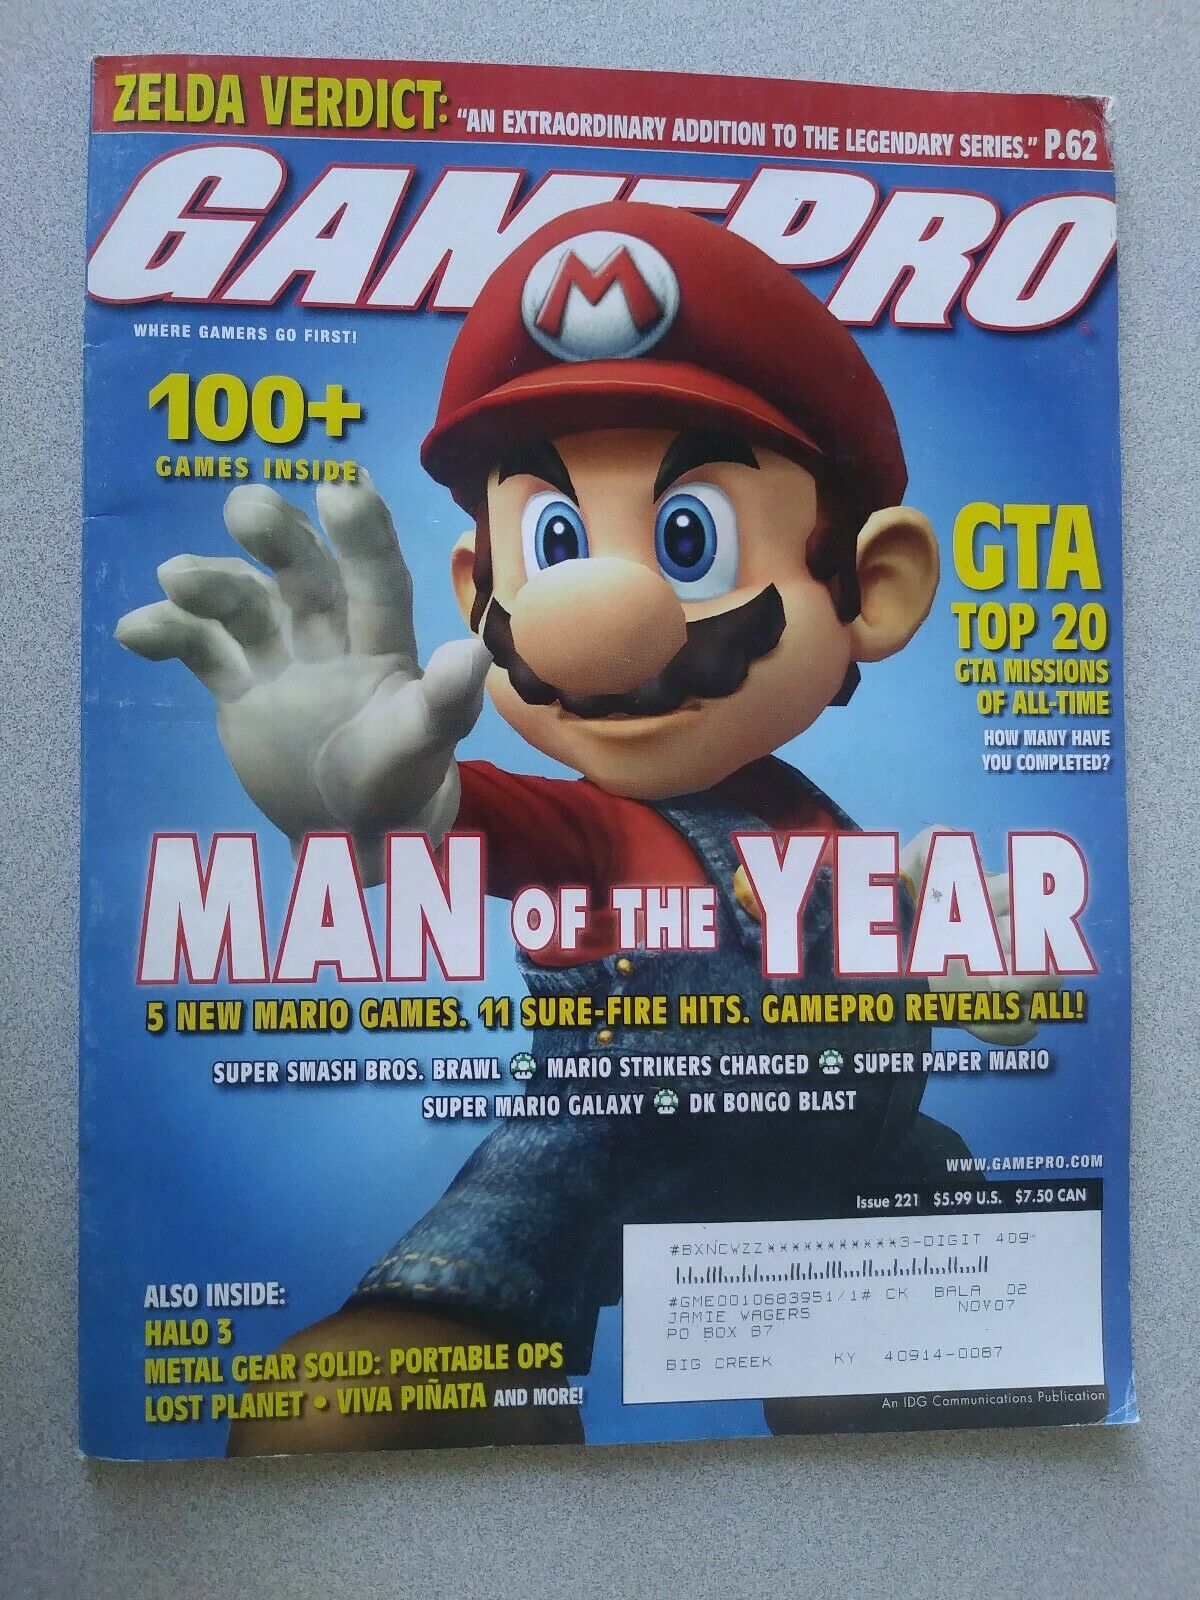 ZELDA VERDICT: "AN EXTRAORDINARY ADDITION TO THE LEGENDARY SERIES." P.62
GAMEPRO
WHERE GAMERS GO FIRST!
M
100+
GAMES INSIDE
GTA
TOP 20
GTA MISSIONS
OF ALL-TIME
HOW MANY HAVE
YOU COMPLETED?
MAN OF THE YEAR
5 NEW MARIO GAMES. 11 SURE-FIRE HITS. GAMEPRO REVEALS ALL!
SUPER SMASH BROS. BRAWL MARIO STRIKERS CHARGED SUPER PAPER MARIO
SUPER MARIO GALAXY DK BONGO BLAST
WWW.GAMEPRO.COM
Issue 221 $5.99 U.S. $7.50 CAN
#BXNCWZZ***********3-DIGIT 409
#GME0010683951/1# CK BALA 02
JAMIE WAGERS NOV07
PO BOX 87
BIG CREEK KY 40914-0087
An IDG Communications Publication
ALSO INSIDE:
HALO 3
METAL GEAR SOLID: PORTABLE OPS
LOST PLANET • VIVA PIÑATA AND MORE!